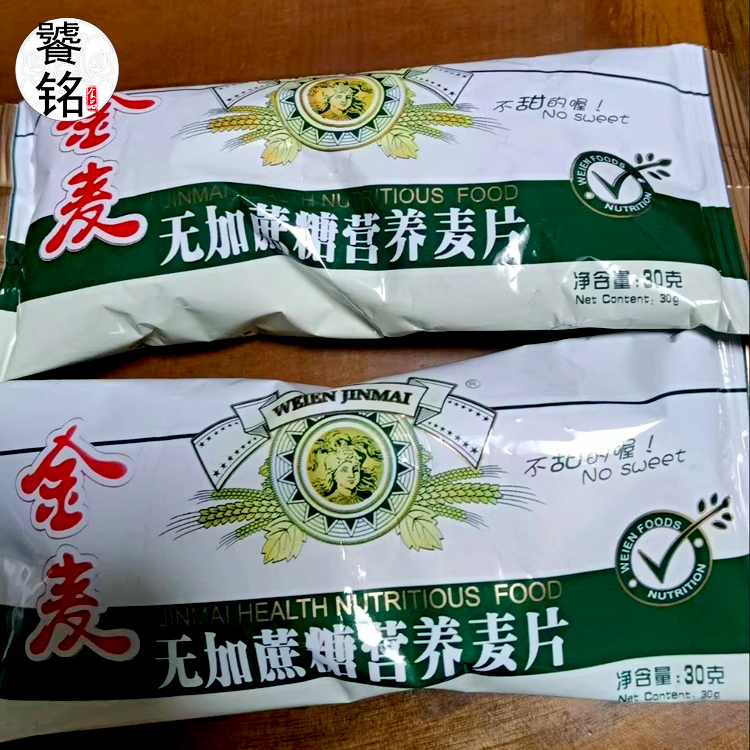 饕铭
金麦
不甜的喔!
No sweet
WEIEN FOODS
NUTRITION
JINMAI HEALTH NUTRITIOUS FOOD
无加蔗糖营养麦片
净含量:30克
Net Content: 30g
WEIEN JINMAI
®
金麦
不甜的喔!
No sweet
WEIEN FOODS
NUTRITION
JINMAI HEALTH NUTRITIOUS FOOD
无加蔗糖营养麦片
净含量:30克
Net Content: 30g